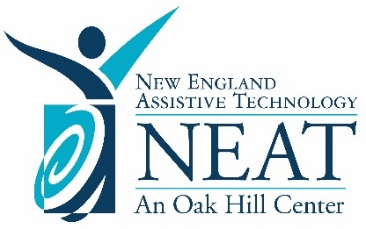 New England
Assistive Technology
NEAT
An Oak Hill Center